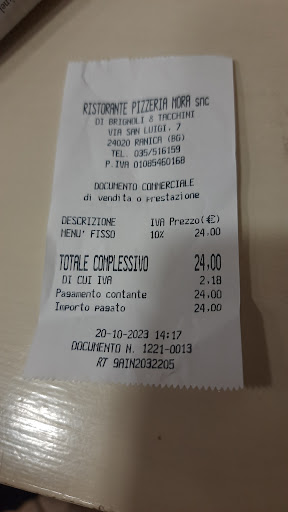 RISTORANTE PIZZERIA MORA snc
DI BRIGNOLI & TACCHINI
VIA SAN LUIGI, 7
24020 RANICA (BG)
TEL. 035/516159
P.IVA 01085460168
DOCUMENTO COMMERCIALE
di vendita o prestazione
DESCRIZIONE IVA Prezzo(€)
MENU' FISSO 10% 24,00
TOTALE COMPLESSIVO 24,00
DI CUI IVA 2,18
Pagamento contante 24,00
Importo pagato 24,00
20-10-2023 14:17
DOCUMENTO N. 1221-0013
RT 9AIN2032205